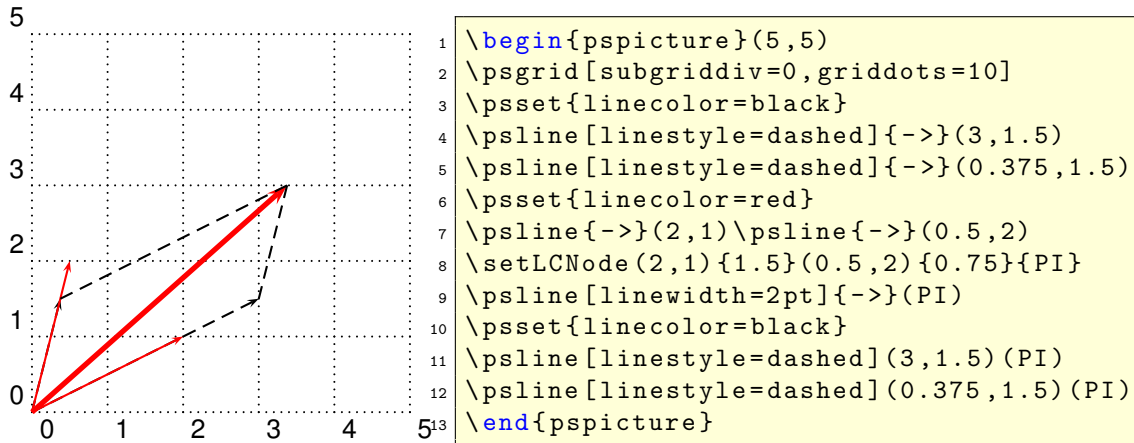 5
4
3
2
1
0
0 1 2 3 4 5
1 \begin{pspicture}(5,5)
2 \psgrid[subgriddiv=0,griddots=10]
3 \psset{linecolor=black}
4 \psline[linestyle=dashed]{->}(3,1.5)
5 \psline[linestyle=dashed]{->}(0.375,1.5)
6 \psset{linecolor=red}
7 \psline{->}(2,1)\psline{->}(0.5,2)
8 \setLCNode(2,1){1.5}(0.5,2){0.75}{PI}
9 \psline[linewidth=2pt]{->}(PI)
10 \psset{linecolor=black}
11 \psline[linestyle=dashed](3,1.5)(PI)
12 \psline[linestyle=dashed](0.375,1.5)(PI)
13 \end{pspicture}